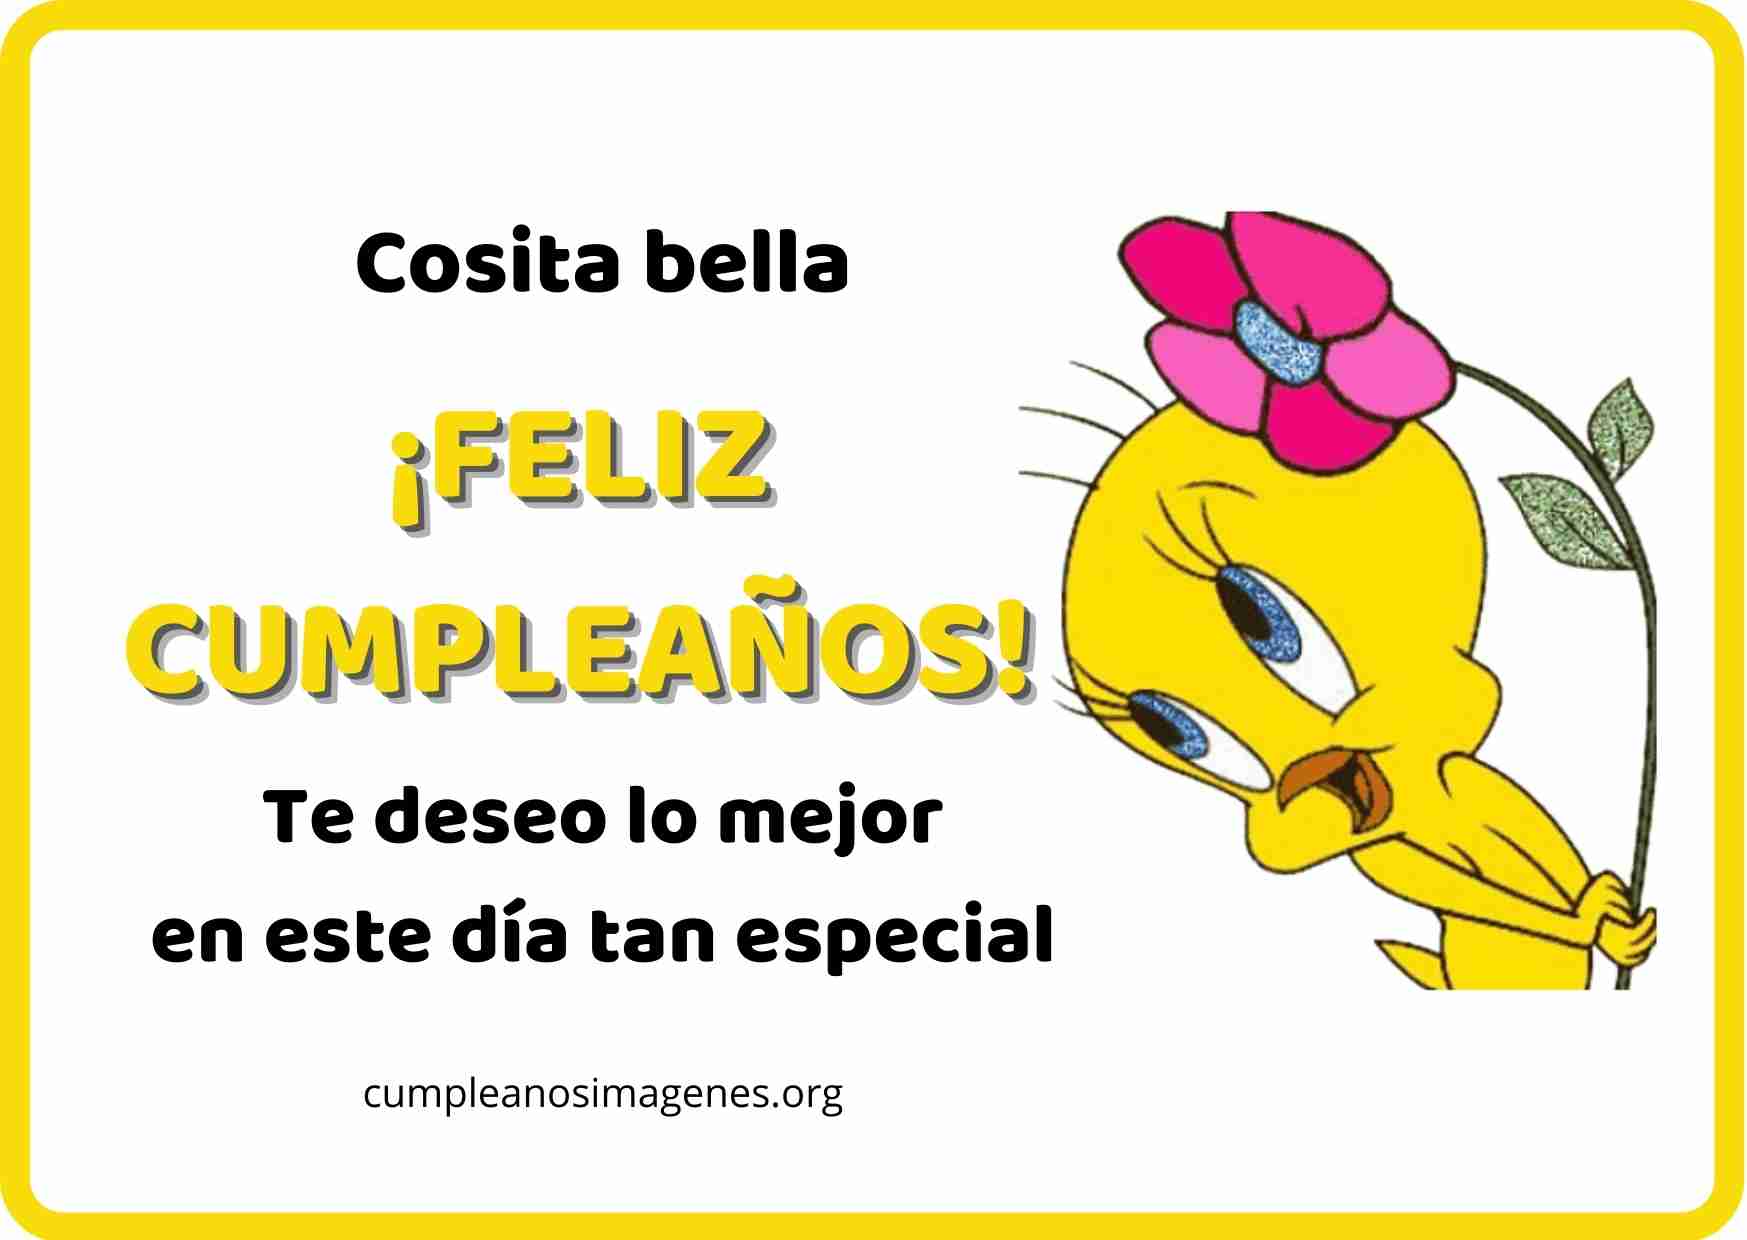 Cosita bella
¡FELIZ
CUMPLEAÑOS!
Te deseo lo mejor
en este día tan especial
cumpleanosimagenes.org